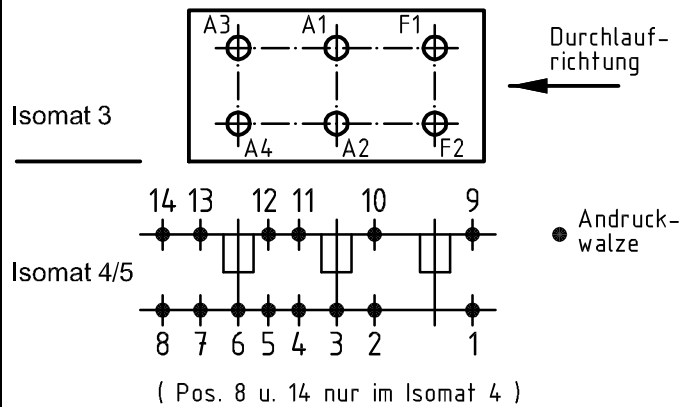 A3 A1 F1
Durchlauf-
richtung
Isomat 3
A4 A2 F2
14 13 12 11 10 9
Andruck-
walze
Isomat 4/5
8 7 6 5 4 3 2 1
( Pos. 8 u. 14 nur im Isomat 4 )